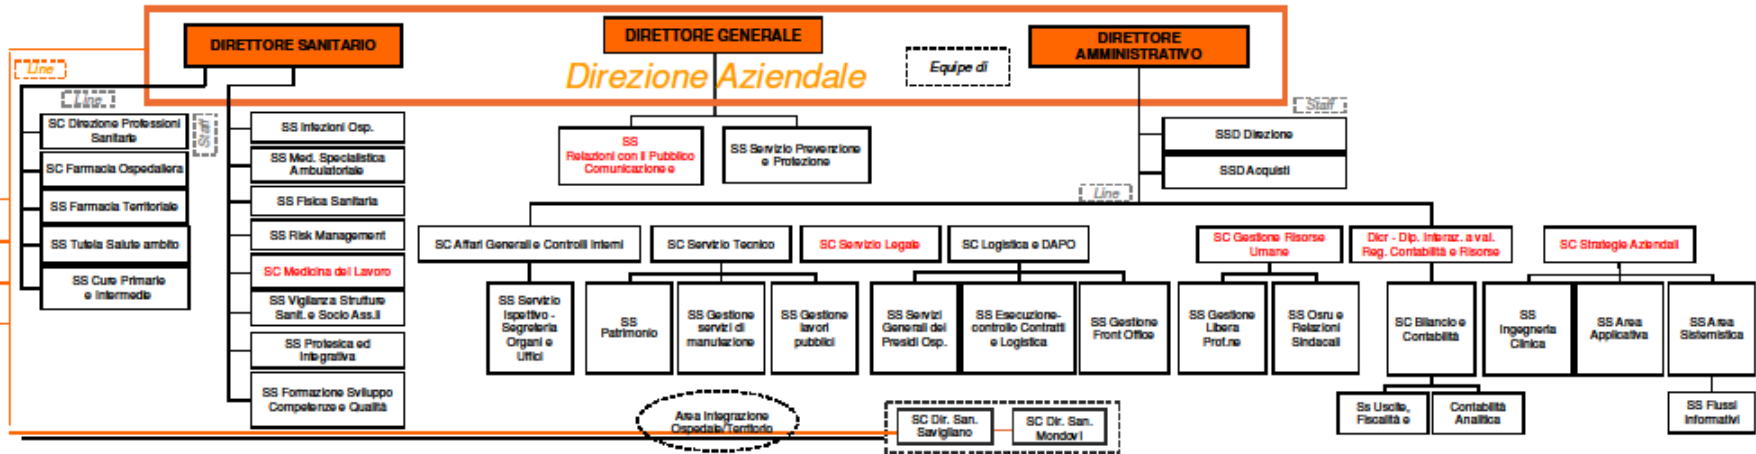 DIRETTORE SANITARIO
DIRETTORE GENERALE
DIRETTORE
AMMINISTRATIVO
Line
Direzione Aziendale
Equipe di
Line
Staff
Staff
SC Direzione Professioni
Sanitarie
SC Farmacia Ospedaliera
SS Farmacia Territoriale
SS Tutela Salute ambito
SS Cure Primarie
e Intermedie
SS Infezioni Osp.
SS Med. Specialistica
Ambulatoriale
SS Fisica Sanitaria
SS Risk Management
SC Medicina del Lavoro
SS Vigilanza Strutture
Sanit. e Socio Ass.li
SS Protesica ed
Integrativa
SS Formazione Sviluppo
Competenze e Qualità
SS
Relazioni con il Pubblico
Comunicazione e
SS Servizio Prevenzione
e Protezione
SSD Direzione
SSD Acquisti
Line
SC Affari Generali e Controlli Interni
SC Servizio Tecnico
SC Servizio Legale
SC Logistica e DAPO
SC Gestione Risorse
Umane
Dicr - Dip. Interaz. a val.
Reg. Contabilità e Risorse
SC Strategie Aziendali
SS Servizio
Ispettivo -
Segreteria
Organi e
Uffici
SS
Patrimonio
SS Gestione
servizi di
manutezione
SS Gestione
lavori
pubblici
SS Servizi
Generali dei
Presidi Osp.
SS Esecuzione-
controllo Contratti
e Logistica
SS Gestione
Front Office
SS Gestione
Libera
Prof.ne
SS Osru e
Relazioni
Sindacali
SC Bilancio e
Contabilità
SS
Ingegneria
Clinica
SS Area
Applicativa
SS Area
Sistemistica
Ss Uscite,
Fiscalità e
Contabilità
Analitica
SS Flussi
Informativi
Area Integrazione
Ospedale/Territorio
SC Dir. San.
Savigliano
SC Dir. San.
Mondovì